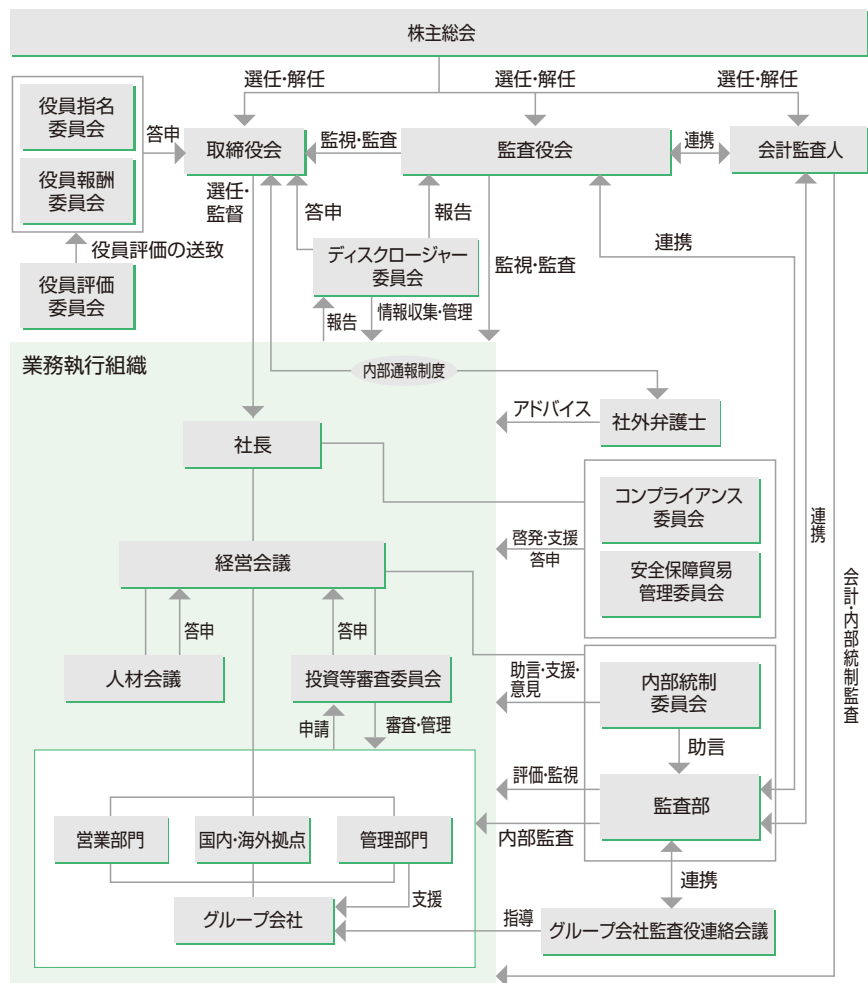 株主総会
選任・解任
選任・解任
選任・解任
役員指名
委員会
答申
取締役会
監視・監査
監査役会
連携
会計監査人
役員報酬
委員会
選任・
監督
答申
報告
連携
役員評価の送致
ディスクロージャー
委員会
監視・監査
役員評価
委員会
報告
情報収集・管理
業務執行組織
内部通報制度
アドバイス
社外弁護士
社長
コンプライアンス
委員会
連携
啓発・支援
答申
経営会議
安全保障貿易
管理委員会
会計・内部統制監査
答申
答申
人材会議
投資等審査委員会
助言・支援・
意見
内部統制
委員会
申請
審査・管理
助言
評価・監視
監査部
営業部門
国内・海外拠点
管理部門
内部監査
支援
連携
グループ会社
指導
グループ会社監査役連絡会議